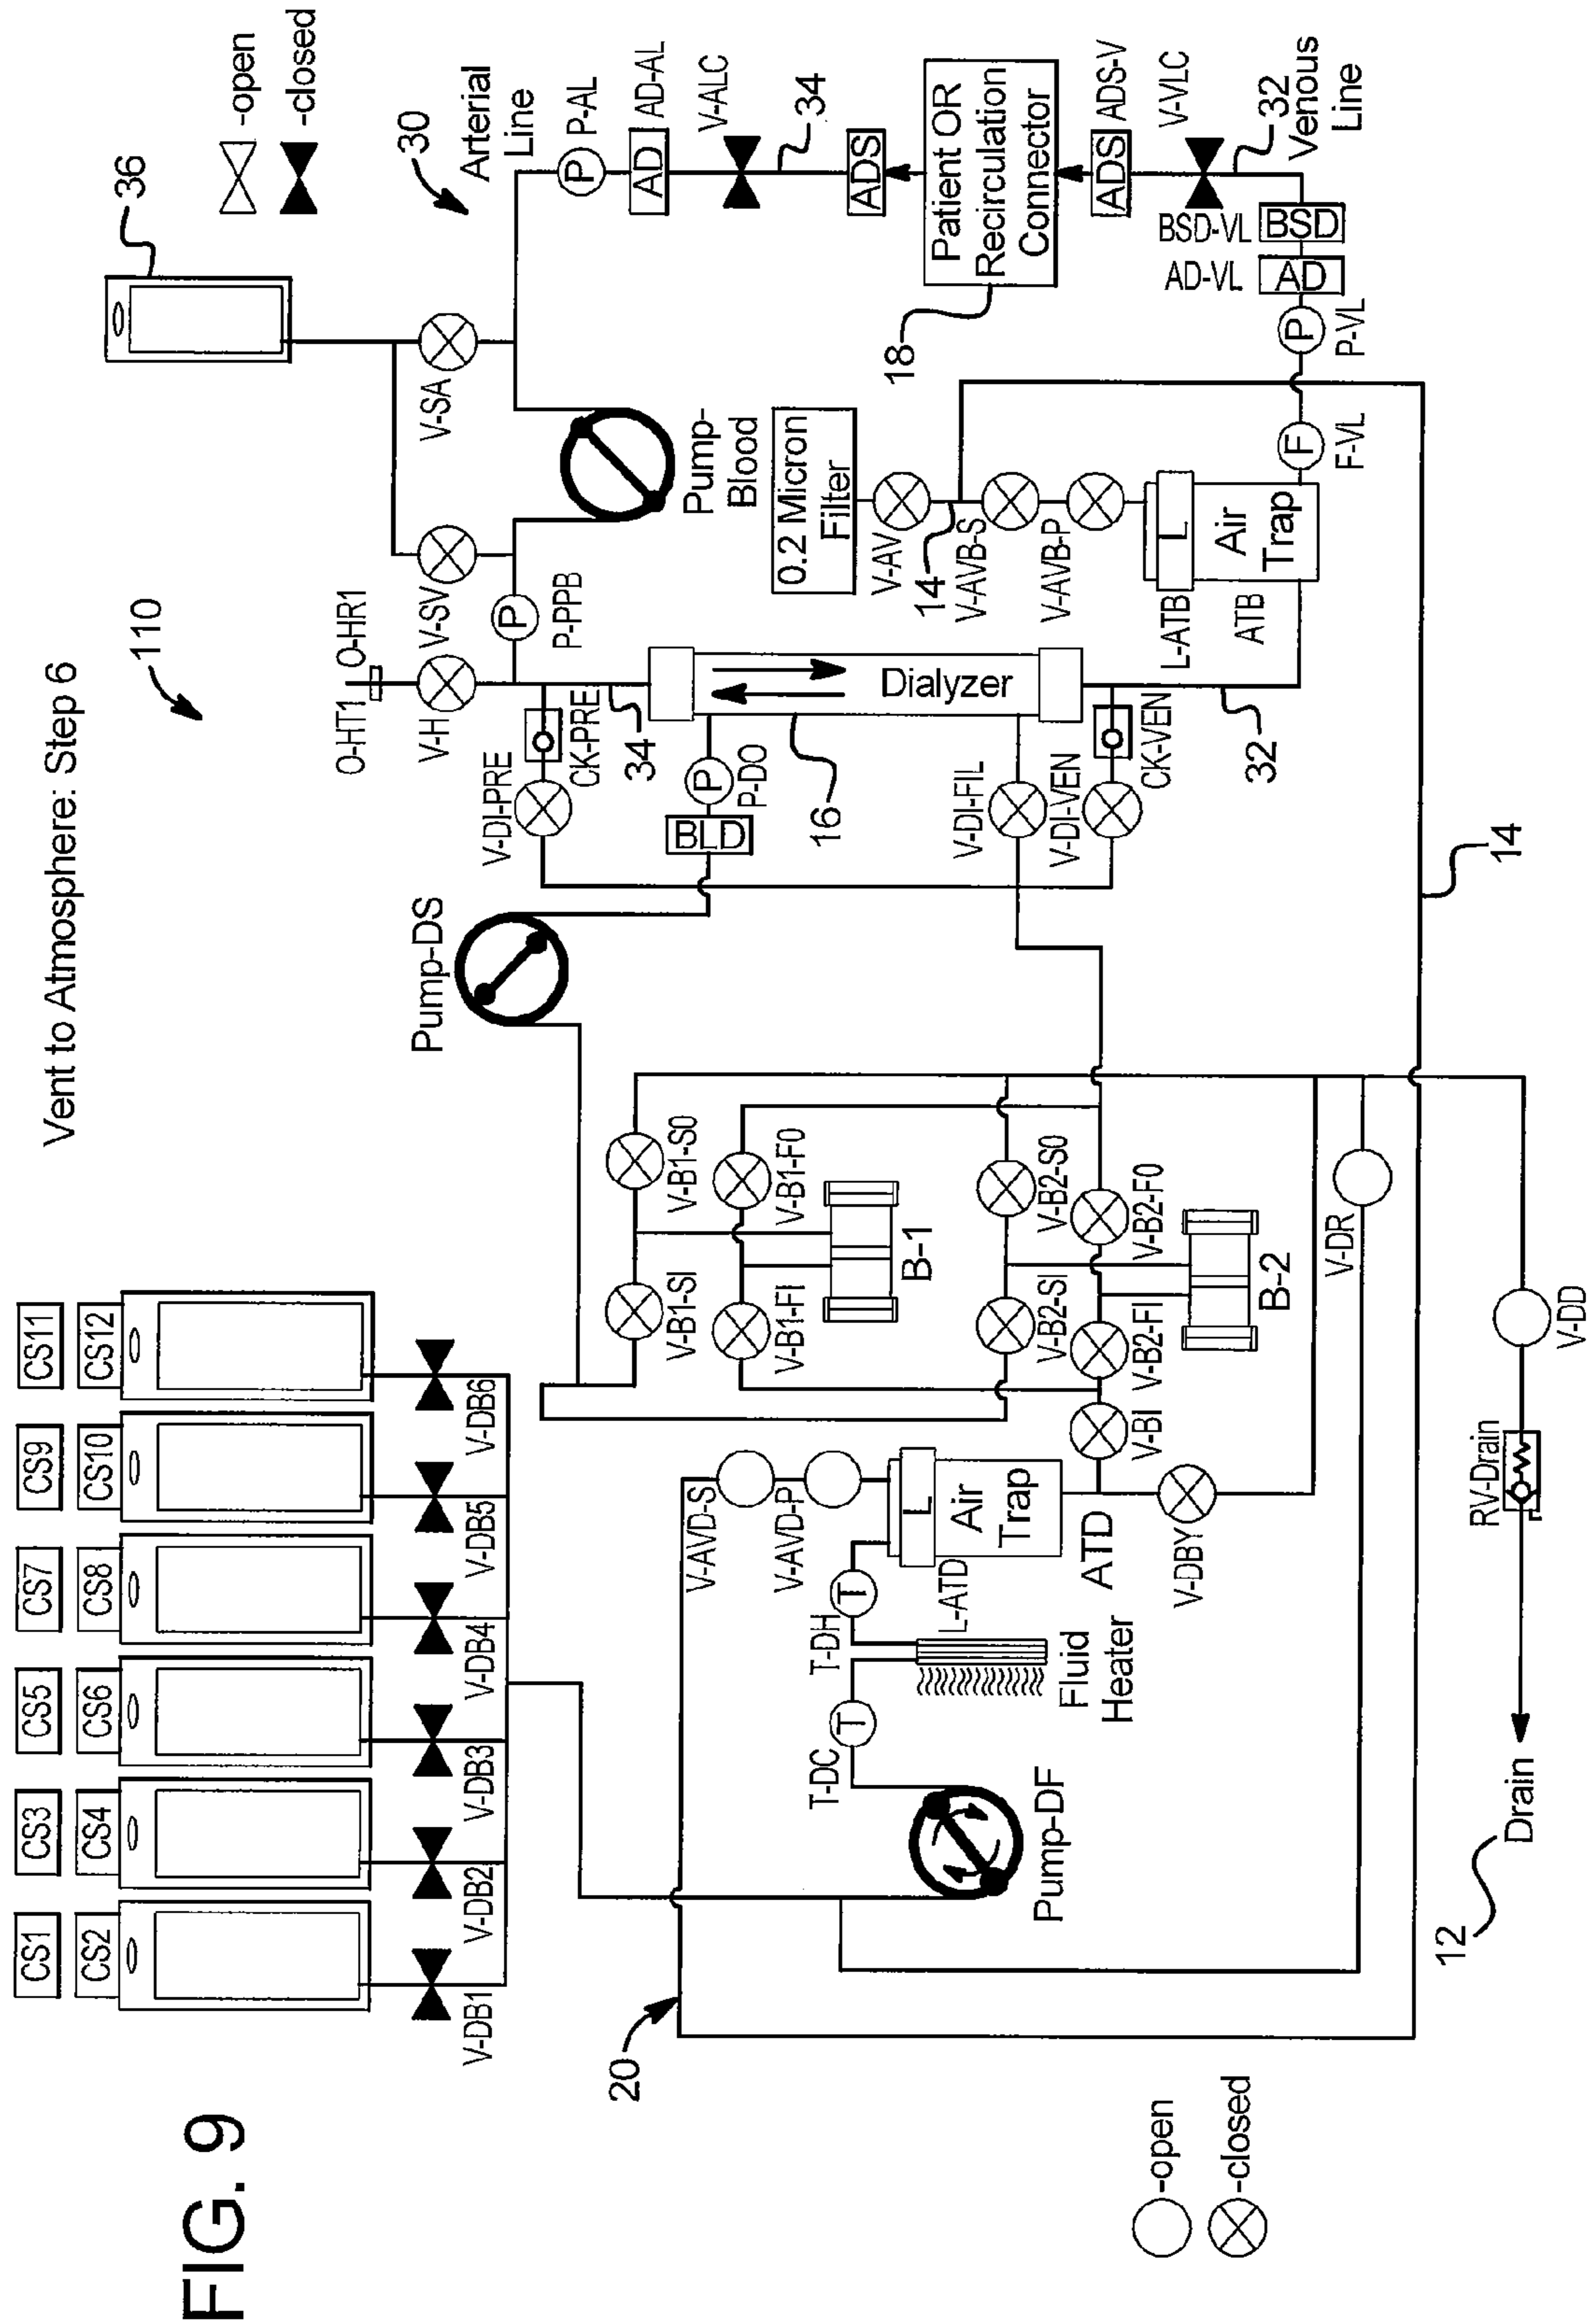 FIG. 9
Vent to Atmosphere: Step 6
110
CS1
CS2
CS3
CS4
CS5
CS6
CS7
CS8
CS9
CS10
CS11
CS12
V-DB1
V-DB2
V-DB3
V-DB4
V-DB5
V-DB6
36
-open
-closed
30
Arterial
Line
P
P-AL
AD
AD-AL
V-ALC
34
ADS
Patient OR
Recirculation
Connector
18
ADS
ADS-V
V-VLC
32
Venous
Line
BSD-VL
BSD
AD-VL
AD
P
P-VL
F
F-VL
V-SA
V-SV
Pump-
Blood
O-HT1
O-HR1
V-H
P
P-PPB
V-DI-PRE
CK-PRE
34
Dialyzer
16
P
P-DO
BLD
V-DI-FIL
V-DI-VEN
CK-VEN
32
0.2 Micron
Filter
V-AV
14
V-AVB-S
V-AVB-P
L
Air
Trap
L-ATB
ATB
14
Pump-DS
V-B1-S0
V-B1-F0
V-B1-SI
V-B1-FI
B-1
V-B2-S0
V-B2-F0
V-B2-SI
V-B2-FI
B-2
V-BI
V-DR
V-DD
V-DBY
RV-Drain
Drain
12
V-AVD-S
V-AVD-P
L
Air
Trap
L-ATD
ATD
T
T-DH
Fluid
Heater
T
T-DC
Pump-DF
20
-open
-closed